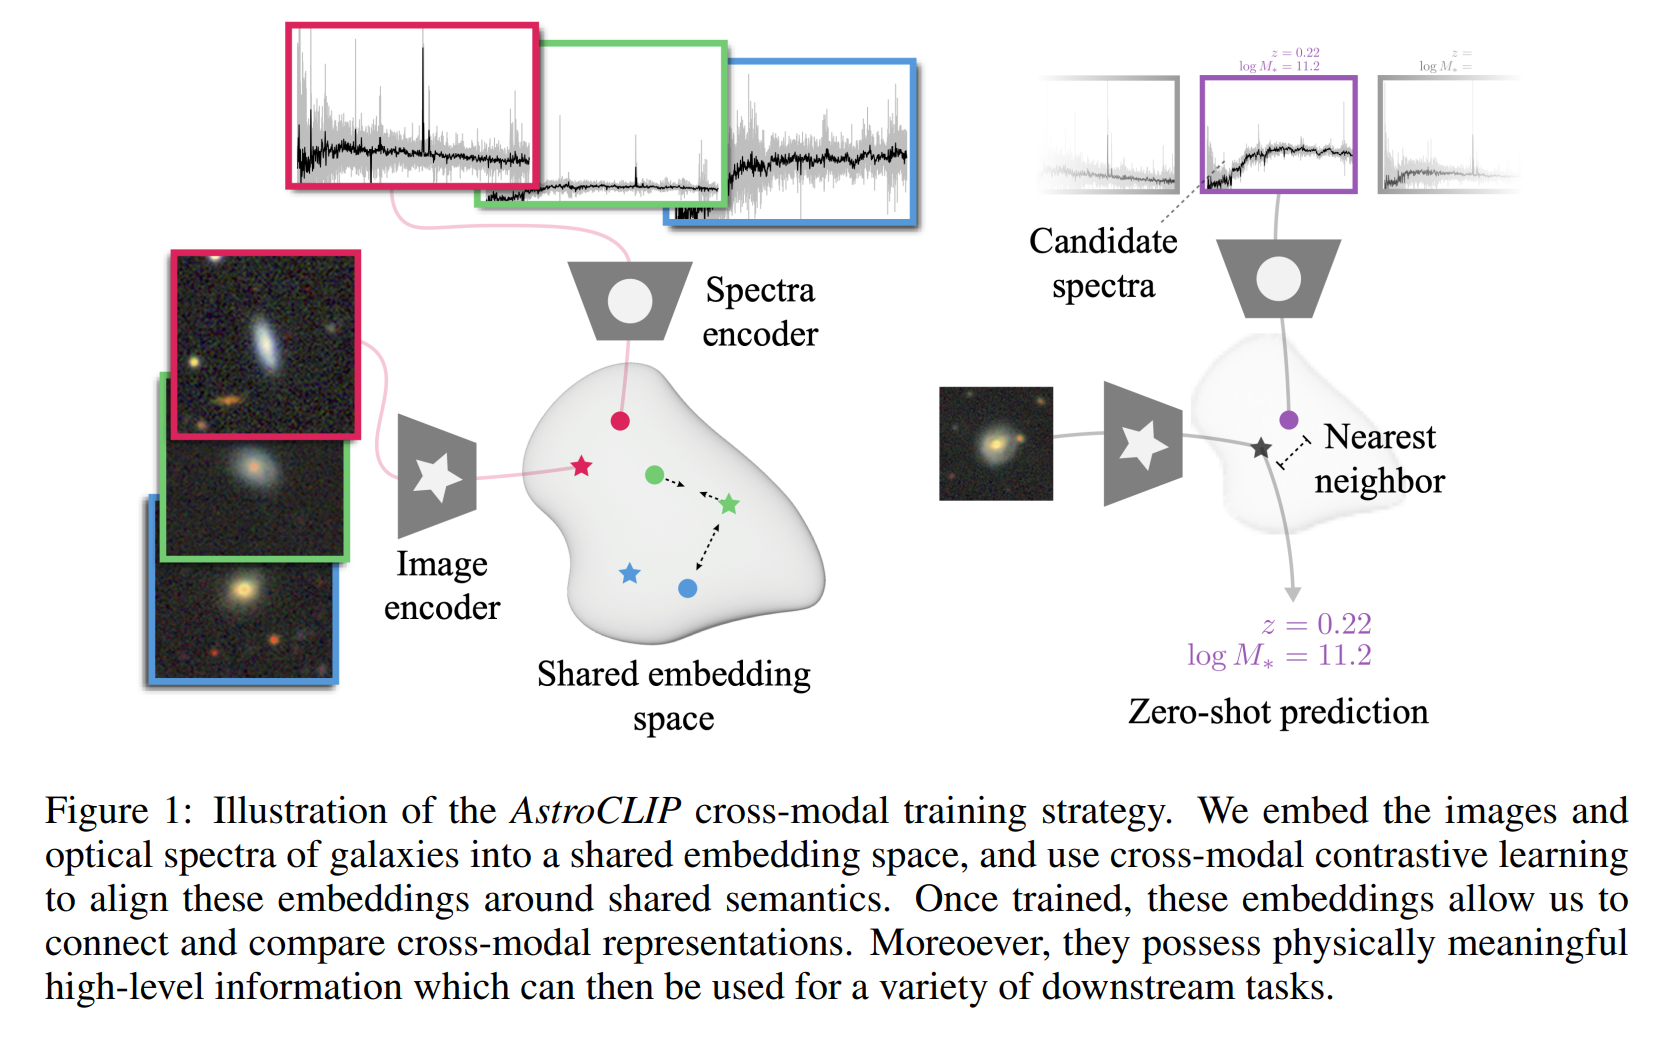 z = 0.22
log M* = 11.2
z =
log M* =
Spectra
encoder
Candidate
spectra
Image
encoder
Nearest
neighbor
Shared embedding
space
z = 0.22
log M* = 11.2
Zero-shot prediction
Figure 1: Illustration of the AstroCLIP cross-modal training strategy. We embed the images and
optical spectra of galaxies into a shared embedding space, and use cross-modal contrastive learning
to align these embeddings around shared semantics. Once trained, these embeddings allow us to
connect and compare cross-modal representations. Moreoever, they possess physically meaningful
high-level information which can then be used for a variety of downstream tasks.